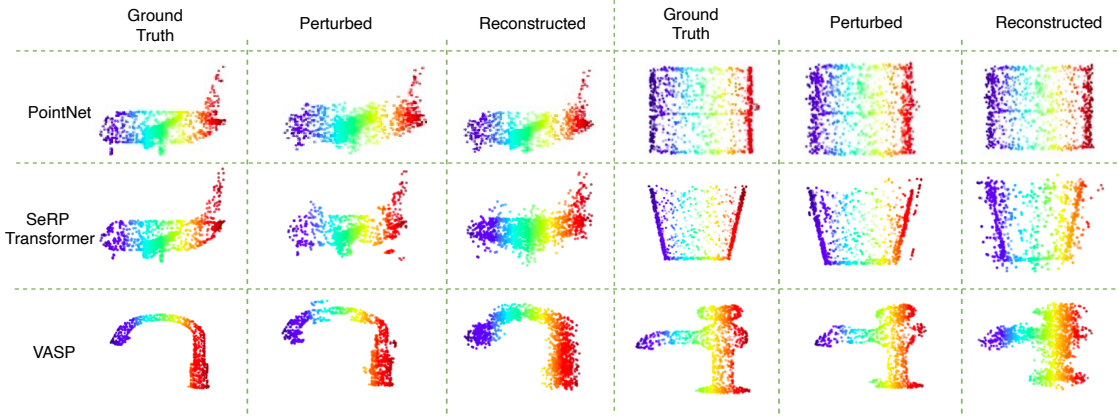 Ground
Truth
Perturbed
Reconstructed
Ground
Truth
Perturbed
Reconstructed
PointNet
SeRP
Transformer
VASP